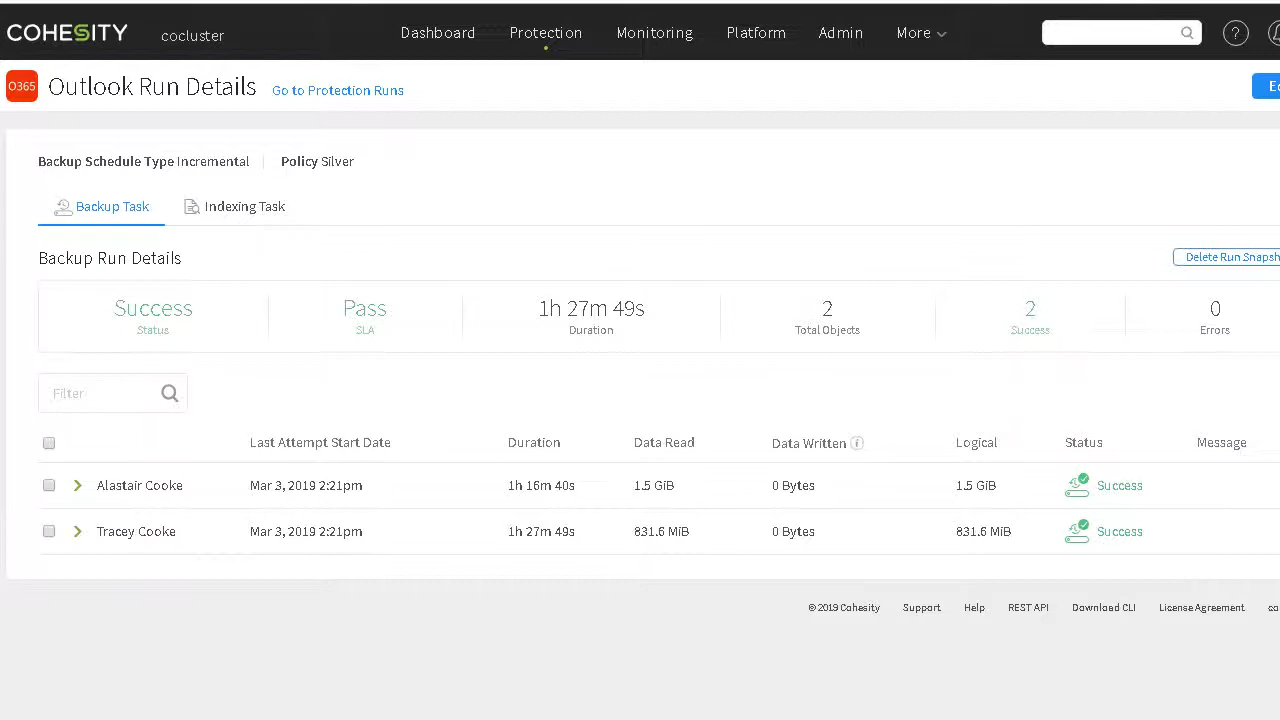 COHESITY cocluster Dashboard Protection Monitoring Platform Admin More ?
O365 Outlook Run Details Go to Protection Runs
Backup Schedule Type Incremental Policy Silver
Backup Task Indexing Task
Backup Run Details Delete Run Snapsh
Success Pass 1h 27m 49s 2 2 0
Status SLA Duration Total Objects Success Errors
Filter
Last Attempt Start Date Duration Data Read Data Written i Logical Status Message
Alastair Cooke Mar 3, 2019 2:21pm 1h 16m 40s 1.5 GiB 0 Bytes 1.5 GiB Success
Tracey Cooke Mar 3, 2019 2:21pm 1h 27m 49s 831.6 MiB 0 Bytes 831.6 MiB Success
© 2019 Cohesity Support Help REST API Download CLI License Agreement co